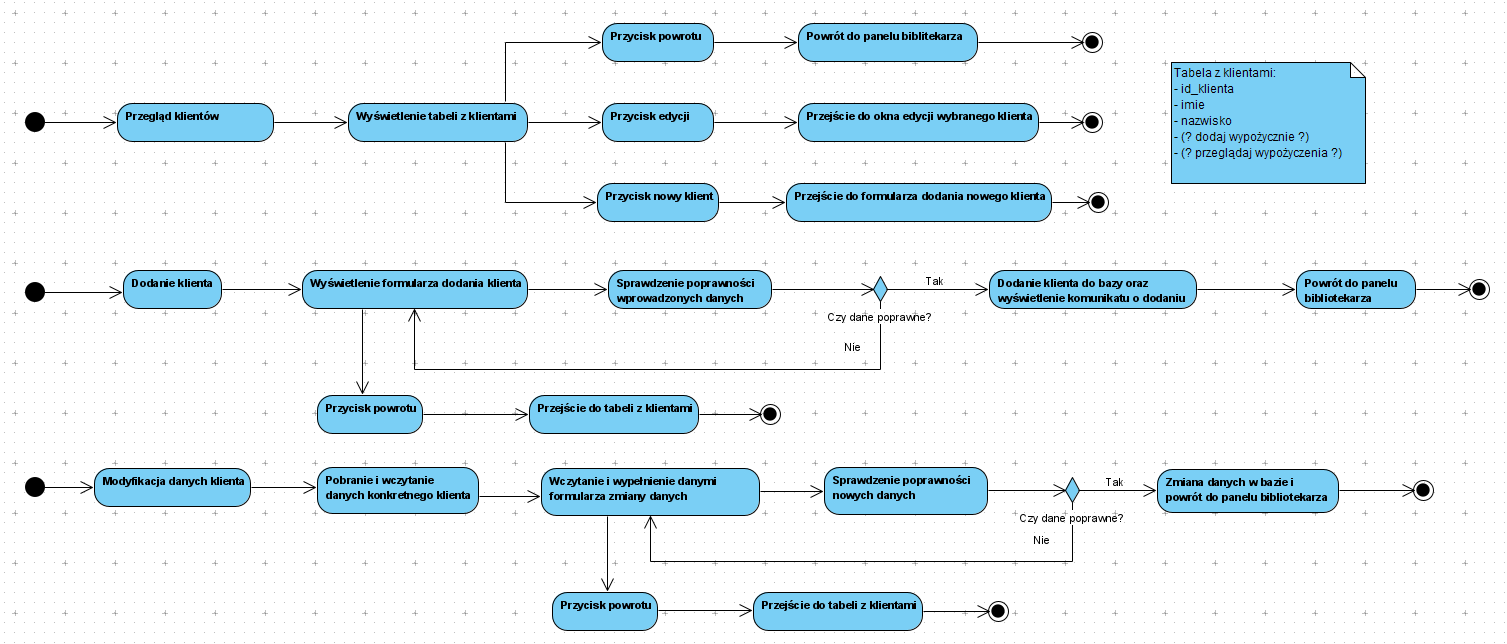 Przycisk powrotu
Powrót do panelu biblitekarza
Przegląd klientów
Wyświetlenie tabeli z klientami
Przycisk edycji
Przejście do okna edycji wybranego klienta
Przycisk nowy klient
Przejście do formularza dodania nowego klienta
Tabela z klientami:
- id_klienta
- imie
- nazwisko
- (? dodaj wypożycznie ?)
- (? przeglądaj wypożyczenia ?)
Dodanie klienta
Wyświetlenie formularza dodania klienta
Sprawdzenie poprawności
wprowadzonych danych
Czy dane poprawne?
Tak
Nie
Dodanie klienta do bazy oraz
wyświetlenie komunikatu o dodaniu
Powrót do panelu
bibliotekarza
Przycisk powrotu
Przejście do tabeli z klientami
Modyfikacja danych klienta
Pobranie i wczytanie
danych konkretnego klienta
Wczytanie i wypełnienie danymi
formularza zmiany danych
Sprawdzenie poprawności
nowych danych
Czy dane poprawne?
Tak
Nie
Zmiana danych w bazie i
powrót do panelu bibliotekarza
Przycisk powrotu
Przejście do tabeli z klientami